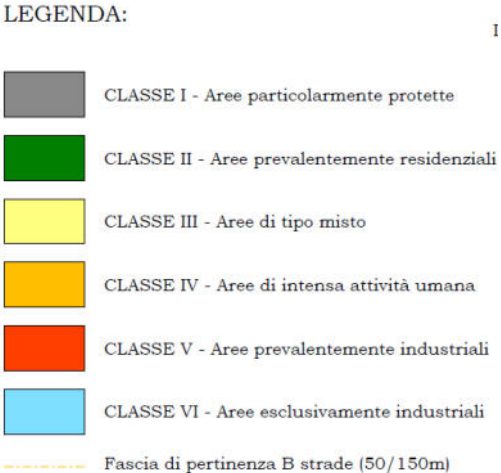 LEGENDA:
CLASSE I - Aree particolarmente protette
CLASSE II - Aree prevalentemente residenziali
CLASSE III - Aree di tipo misto
CLASSE IV - Aree di intensa attività umana
CLASSE V - Aree prevalentemente industriali
CLASSE VI - Aree esclusivamente industriali
Fascia di pertinenza B strade (50/150m)